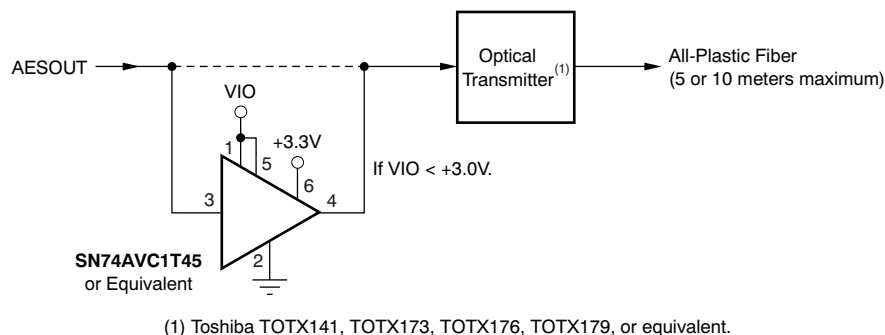 AESOUT
Optical
Transmitter(1)
All-Plastic Fiber
(5 or 10 meters maximum)
VIO
+3.3V
1
5
6
If VIO < +3.0V.
3
4
2
SN74AVC1T45
or Equivalent
(1) Toshiba TOTX141, TOTX173, TOTX176, TOTX179, or equivalent.